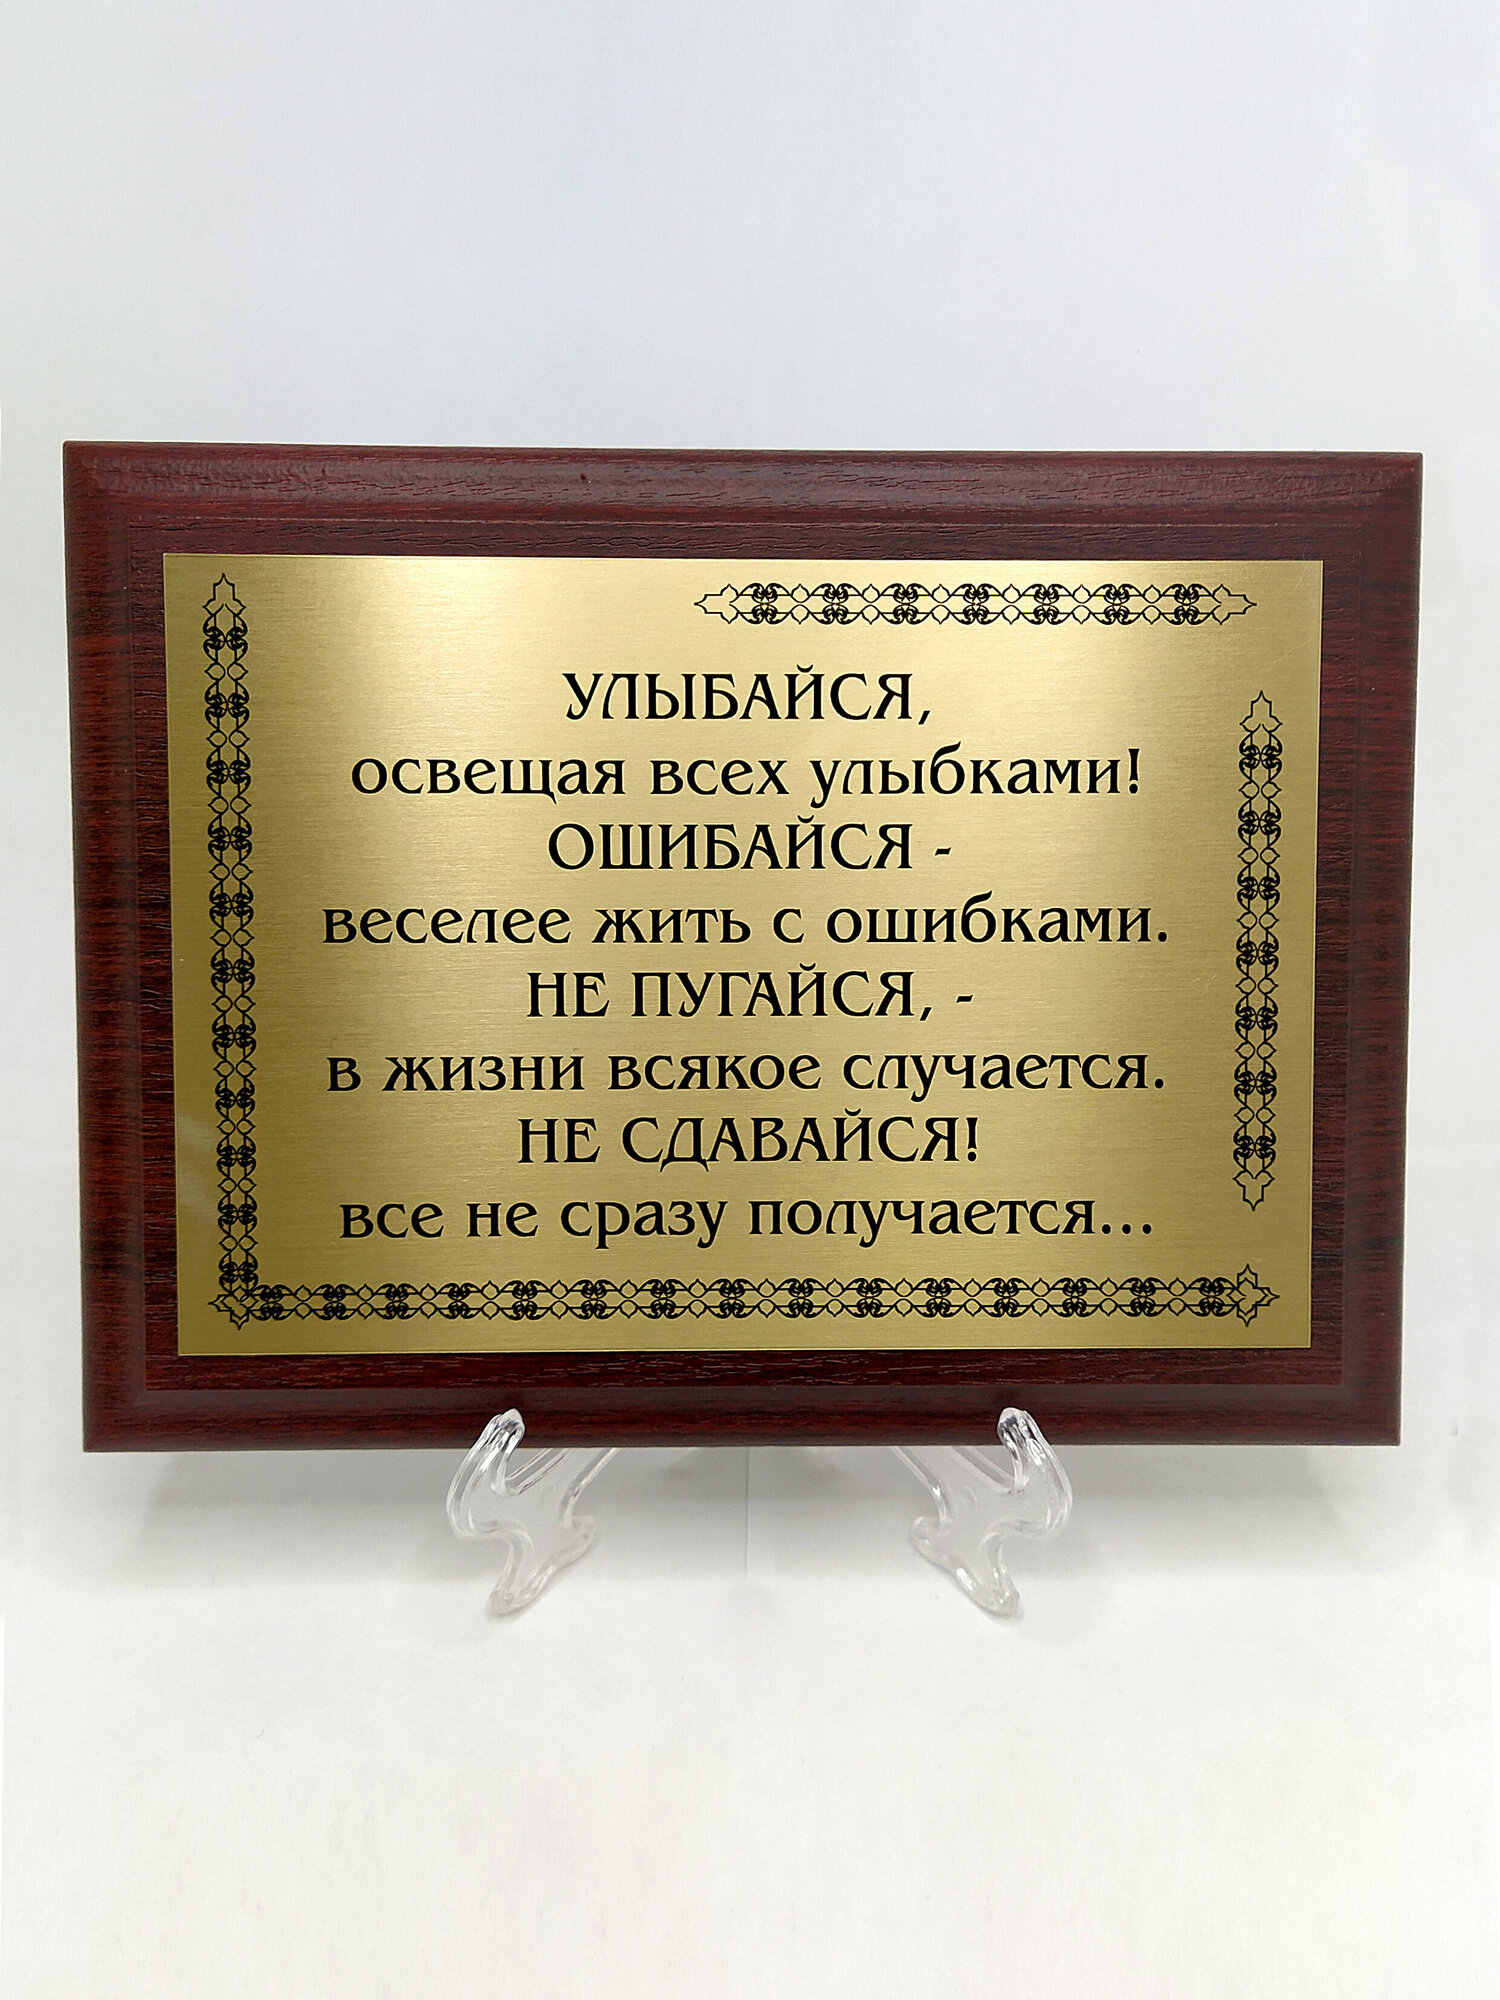 УЛЫБАЙСЯ,
освещая всех улыбками!
ОШИБАЙСЯ -
веселее жить с ошибками.
НЕ ПУГАЙСЯ, -
в жизни всякое случается.
НЕ СДАВАЙСЯ!
все не сразу получается...